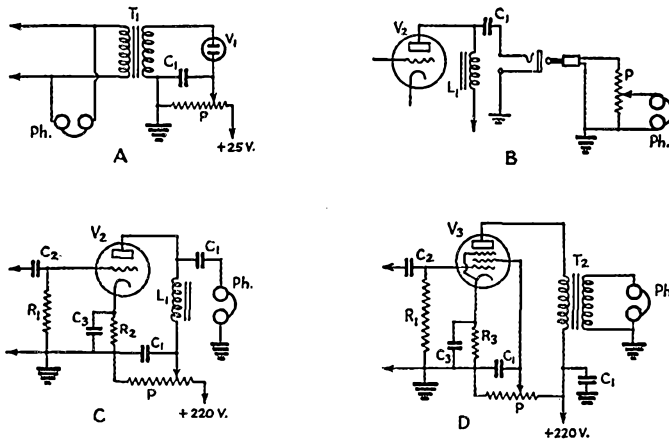 T1
V1
C1
Ph.
P
+25 V.
A
V2
C1
L1
P
Ph.
B
V2
C2
C1
L1
Ph.
R1
C3
R2
C1
P
+220 V.
C
V3
C2
T2
Ph
R1
C3
R3
C1
C1
P
+220 V.
D